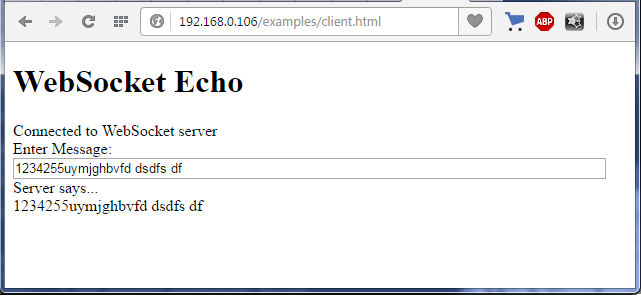 192.168.0.106/examples/client.html
ABP
WebSocket Echo
Connected to WebSocket server
Enter Message:
1234255uymjghbvfd dsdfs df
Server says...
1234255uymjghbvfd dsdfs df